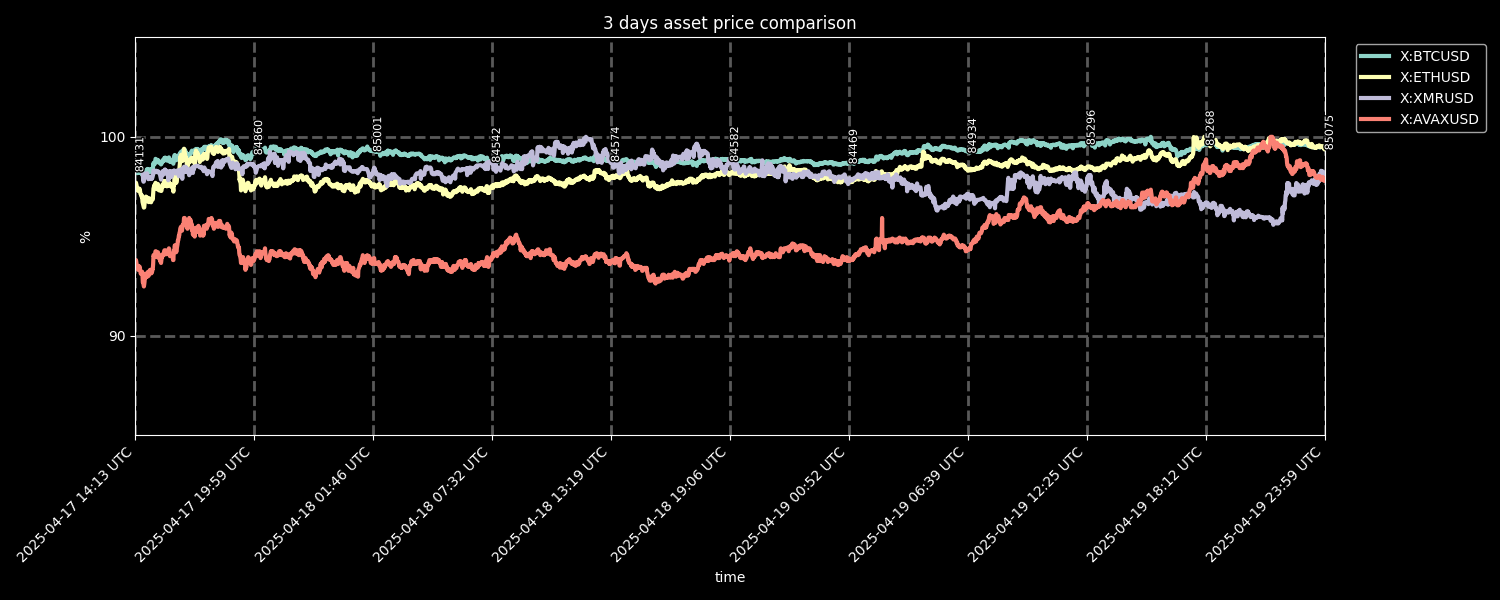 3 days asset price comparison
X:BTCUSD
X:ETHUSD
X:XMRUSD
X:AVAXUSD
100
90
%
84131
84860
85001
84542
84574
84582
84469
84934
85296
85268
85075
2025-04-17 14:13 UTC
2025-04-17 19:59 UTC
2025-04-18 01:46 UTC
2025-04-18 07:32 UTC
2025-04-18 13:19 UTC
2025-04-18 19:06 UTC
2025-04-19 00:52 UTC
2025-04-19 06:39 UTC
2025-04-19 12:25 UTC
2025-04-19 18:12 UTC
2025-04-19 23:59 UTC
time